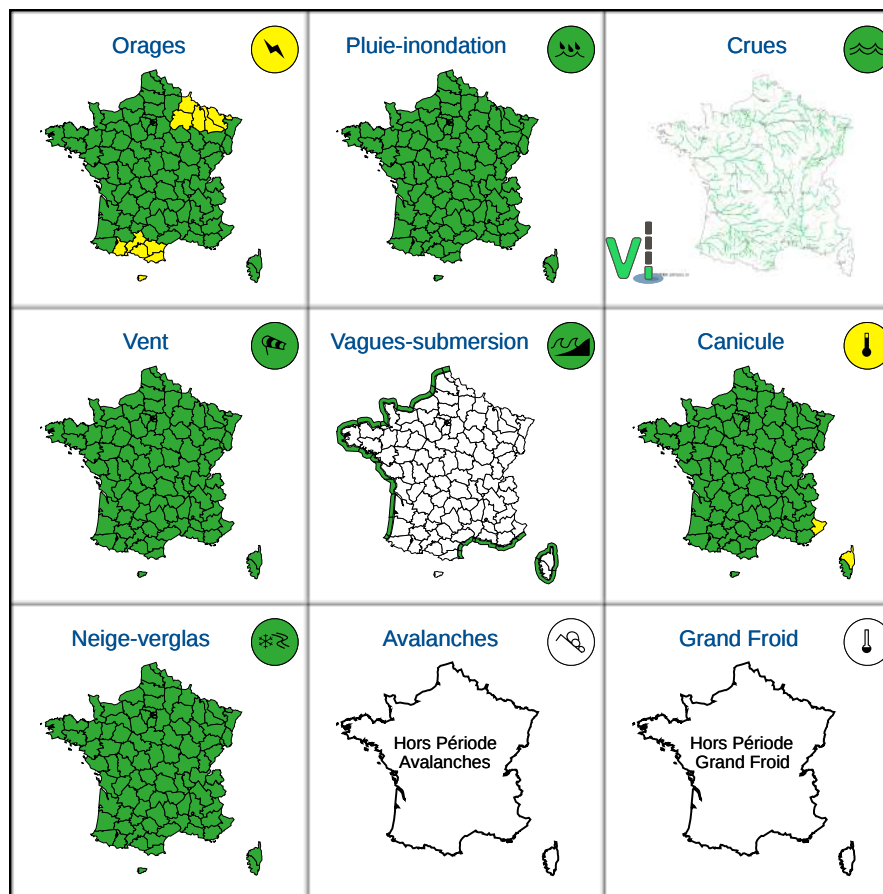 Orages
Pluie-inondation
Crues
Vent
Vagues-submersion
Canicule
Neige-verglas
Avalanches
Grand Froid
Hors Période
Avalanches
Hors Période
Grand Froid